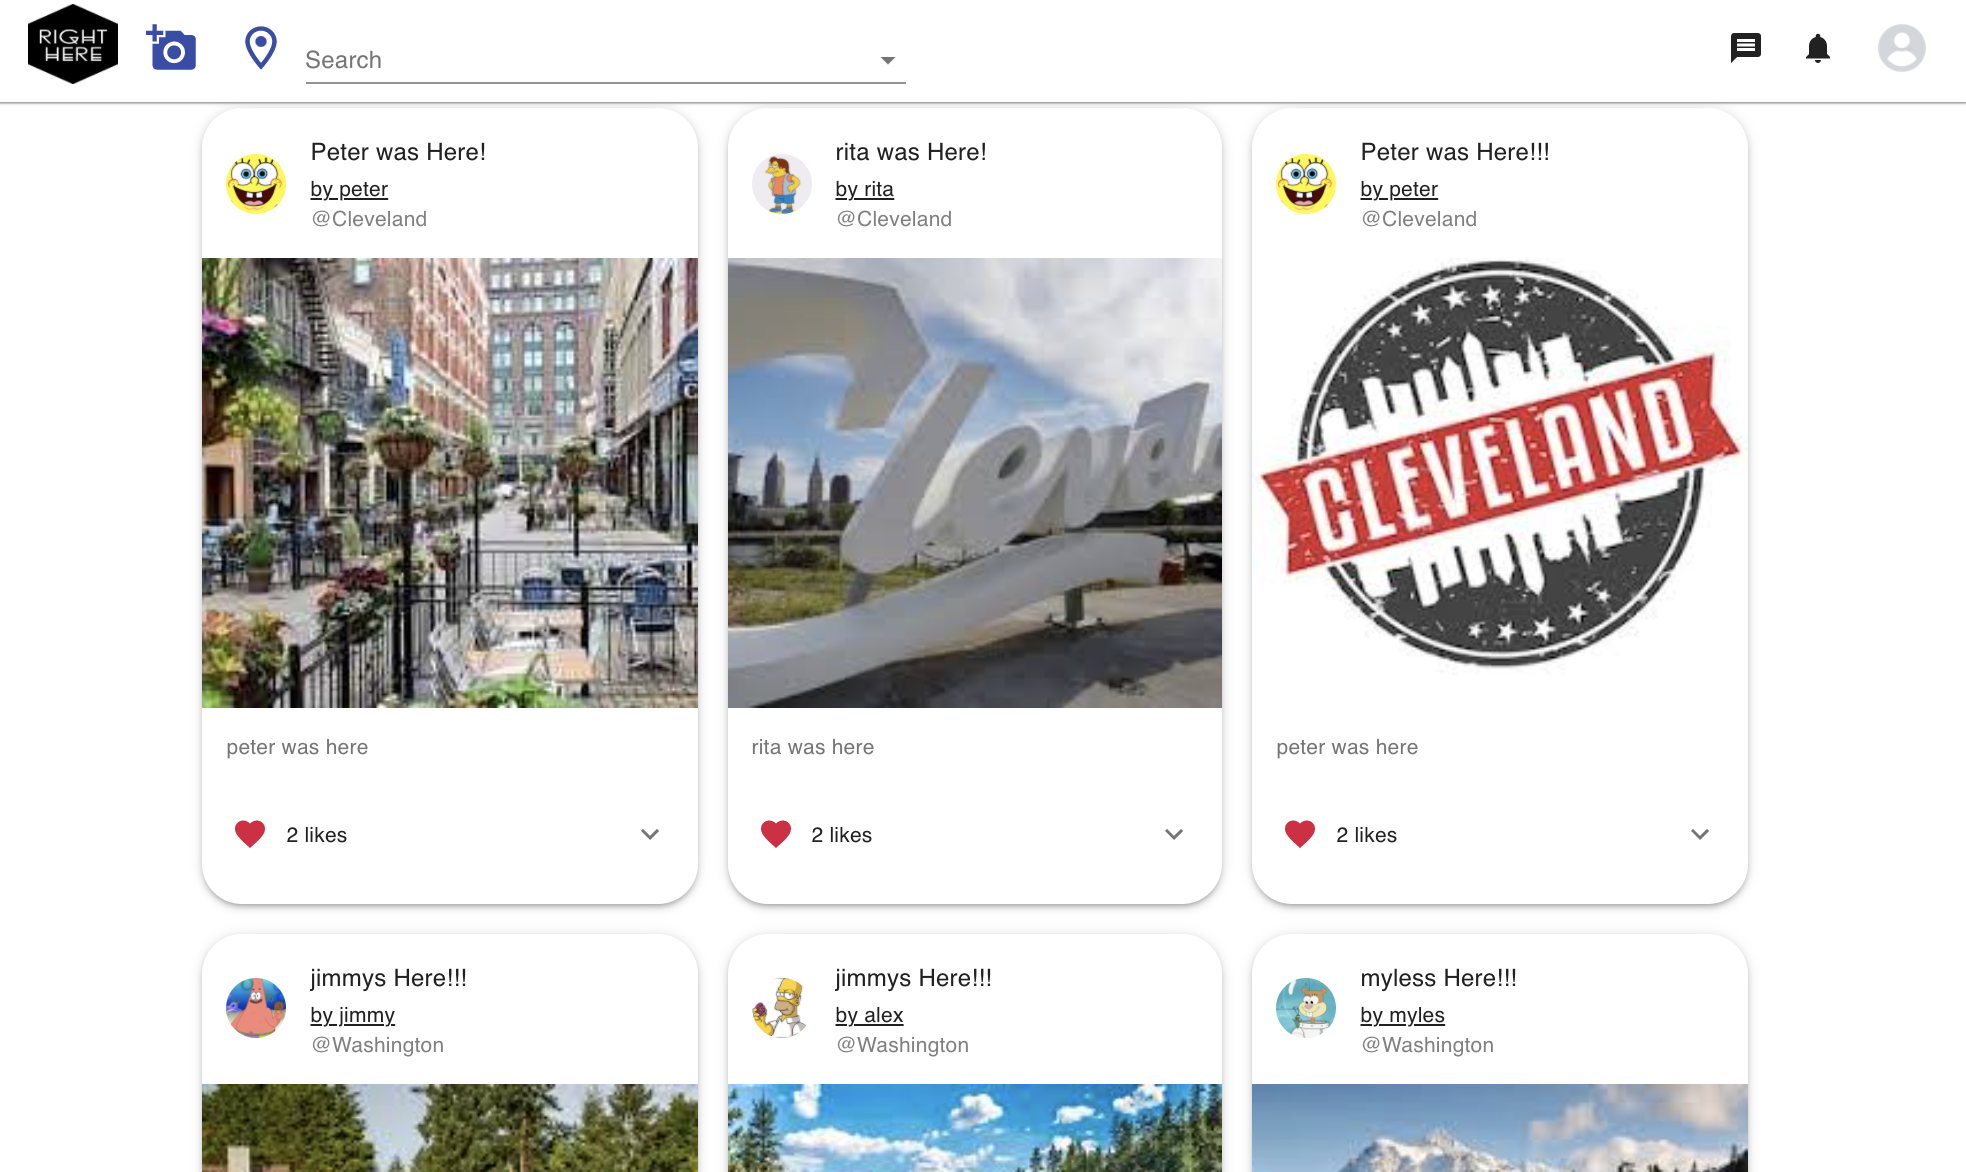 RIGHT
HERE
Search
Peter was Here!
by peter
@Cleveland
peter was here
2 likes
rita was Here!
by rita
@Cleveland
Clevela
rita was here
2 likes
Peter was Here!!!
by peter
@Cleveland
CLEVELAND
peter was here
2 likes
jimmys Here!!!
by jimmy
@Washington
jimmys Here!!!
by alex
@Washington
myless Here!!!
by myles
@Washington